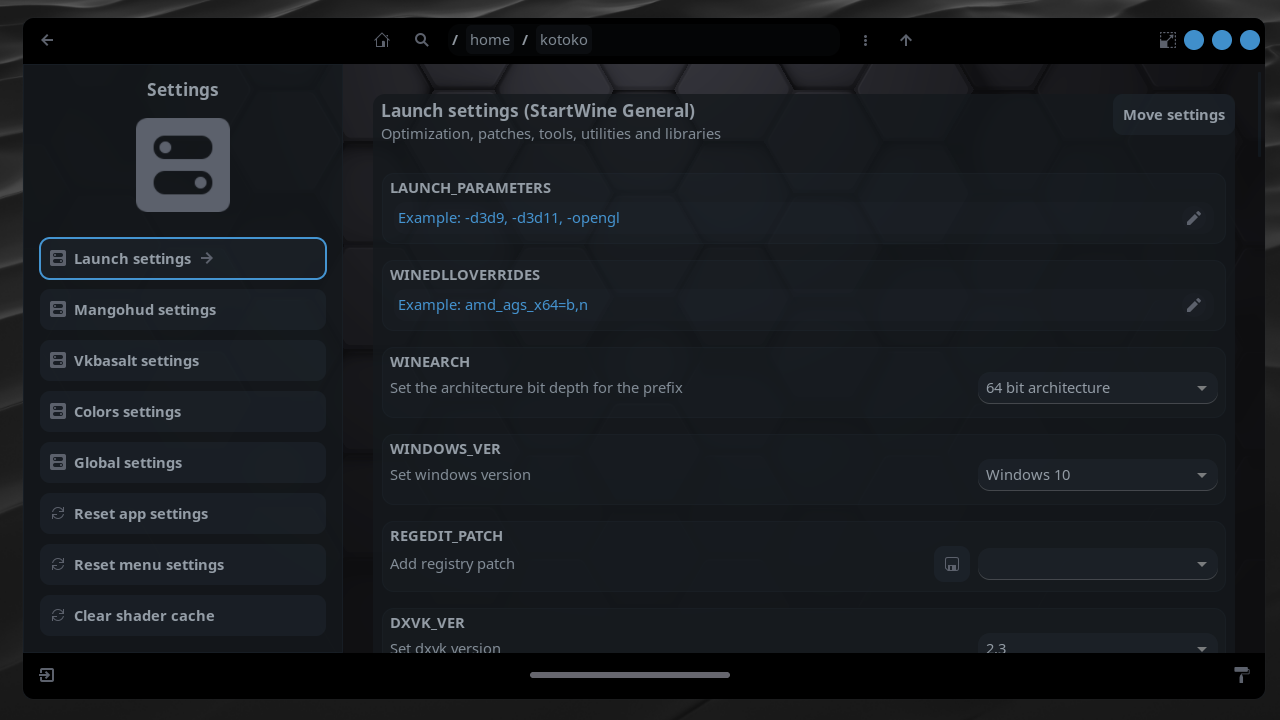 / home / kotoko
Settings
Launch settings
Mangohud settings
Vkbasalt settings
Colors settings
Global settings
Reset app settings
Reset menu settings
Clear shader cache
Launch settings (StartWine General)
Optimization, patches, tools, utilities and libraries
Move settings
LAUNCH_PARAMETERS
Example: -d3d9, -d3d11, -opengl
WINEDLLOVERRIDES
Example: amd_ags_x64=b,n
WINEARCH
Set the architecture bit depth for the prefix
64 bit architecture
WINDOWS_VER
Set windows version
Windows 10
REGEDIT_PATCH
Add registry patch
DXVK_VER
Set dxvk version
2.3